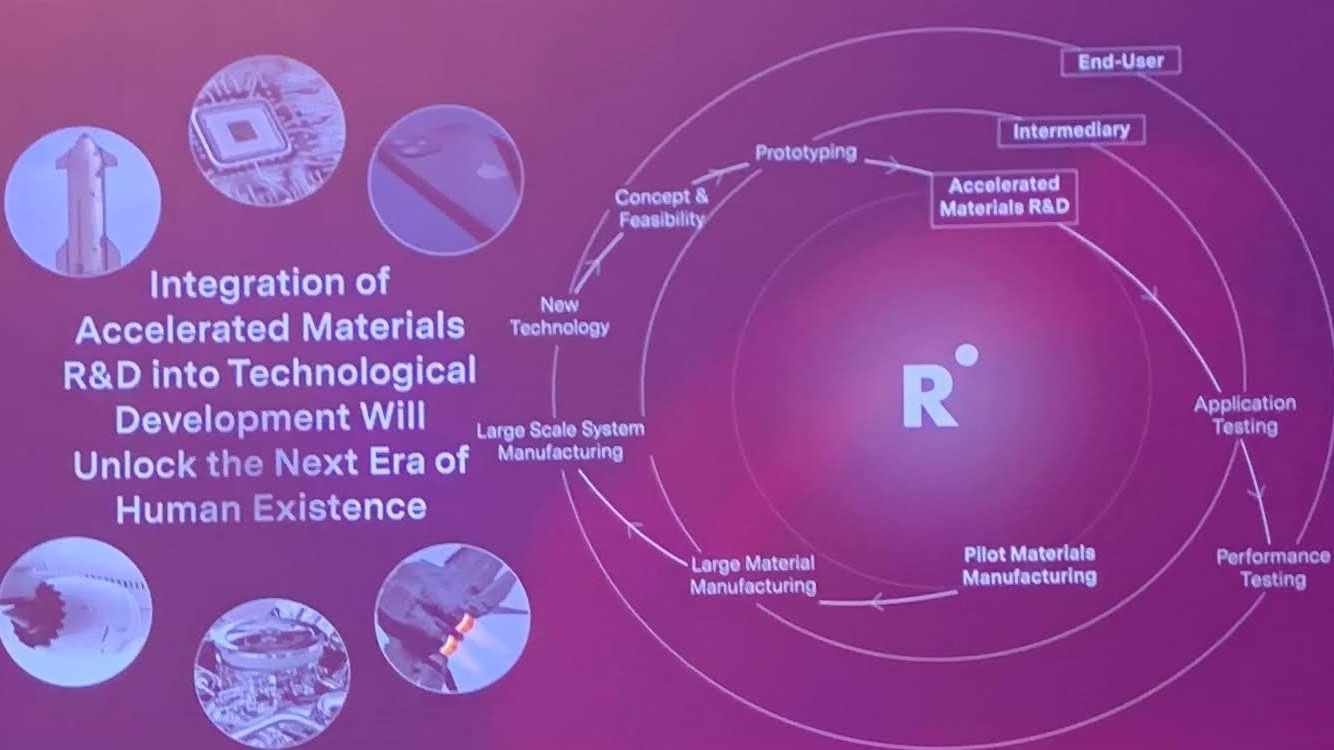 Integration of
Accelerated Materials
R&D into Technological
Development Will
Unlock the Next Era of
Human Existence
End-User
Intermediary
Accelerated
Materials R&D
Prototyping
Concept &
Feasibility
New
Technology
Large Scale System
Manufacturing
Large Material
Manufacturing
Pilot Materials
Manufacturing
Application
Testing
Performance
Testing
R